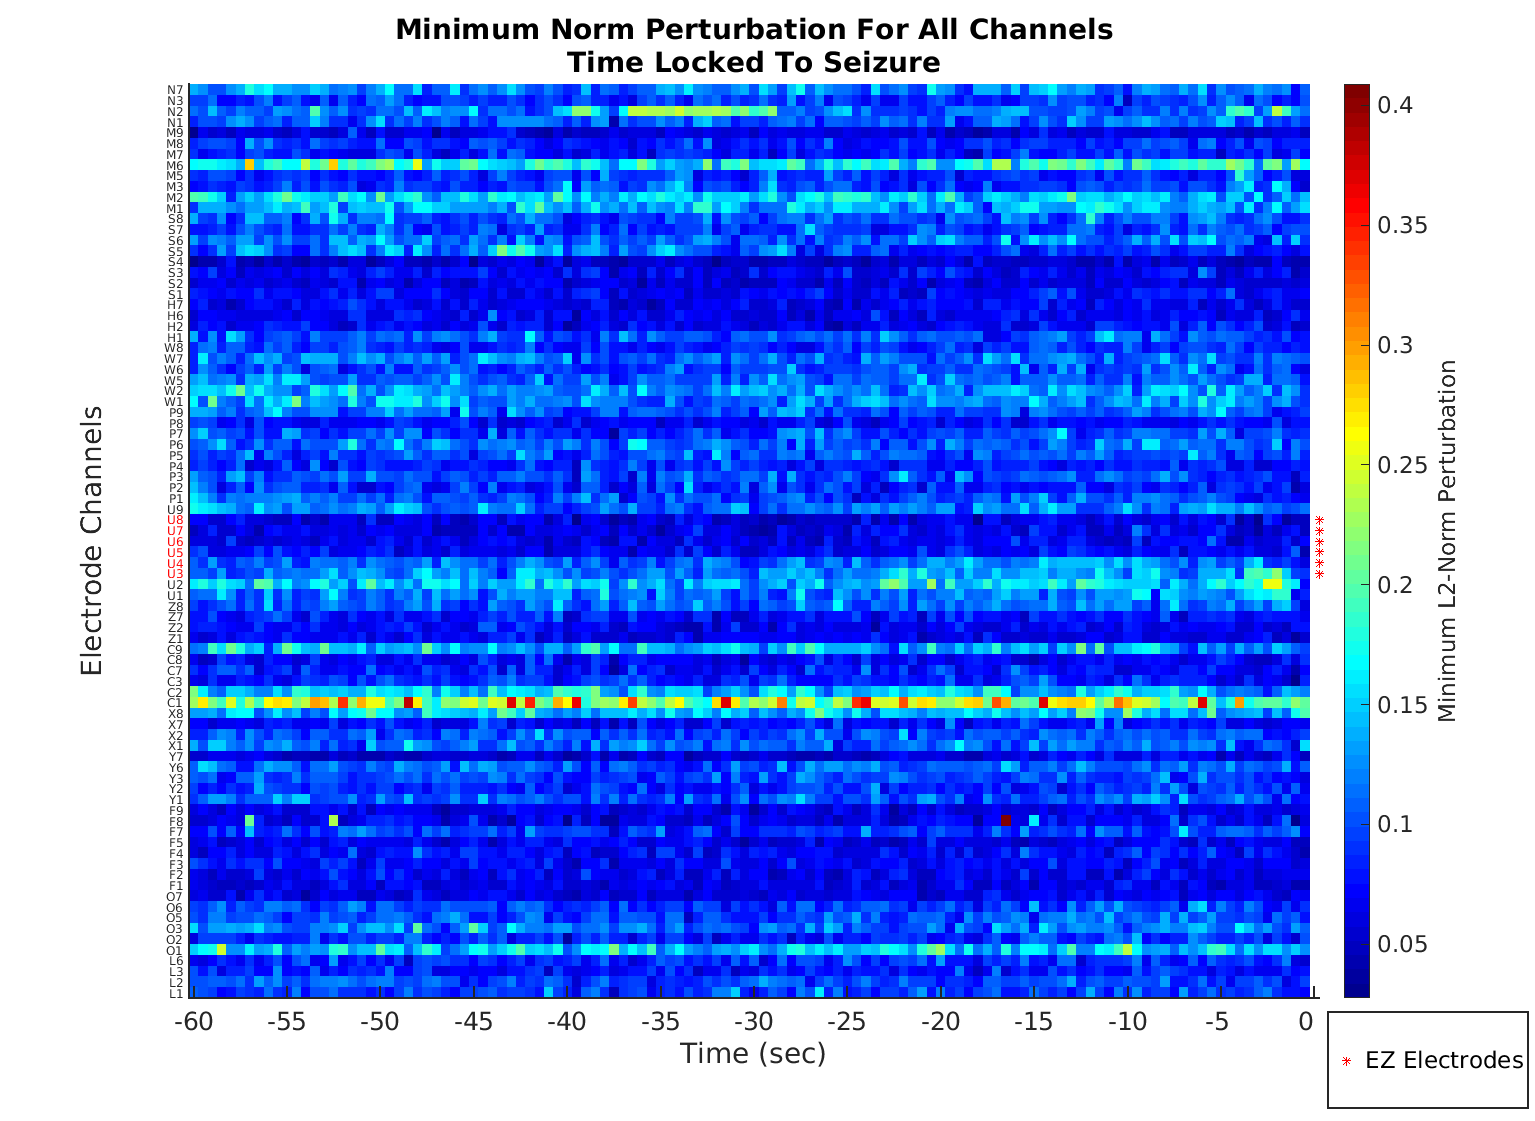 Minimum Norm Perturbation For All Channels
Time Locked To Seizure
Electrode Channels
N7
N3
N2
N1
M9
M8
M7
M6
M5
M3
M2
M1
S8
S7
S6
S5
S4
S3
S2
S1
H7
H6
H2
H1
W8
W7
W6
W5
W2
W1
P9
P8
P7
P6
P5
P4
P3
P2
P1
U9
U8
U7
U6
U5
U4
U3
U2
U1
Z8
Z7
Z2
Z1
C9
C8
C7
C3
C2
C1
X8
X7
X2
X1
Y7
Y6
Y3
Y2
Y1
F9
F8
F7
F5
F4
F3
F2
F1
O7
O6
O5
O3
O2
O1
L6
L3
L2
L1
-60 -55 -50 -45 -40 -35 -30 -25 -20 -15 -10 -5 0
Time (sec)
0.4
0.35
0.3
0.25
0.2
0.15
0.1
0.05
Minimum L2-Norm Perturbation
EZ Electrodes